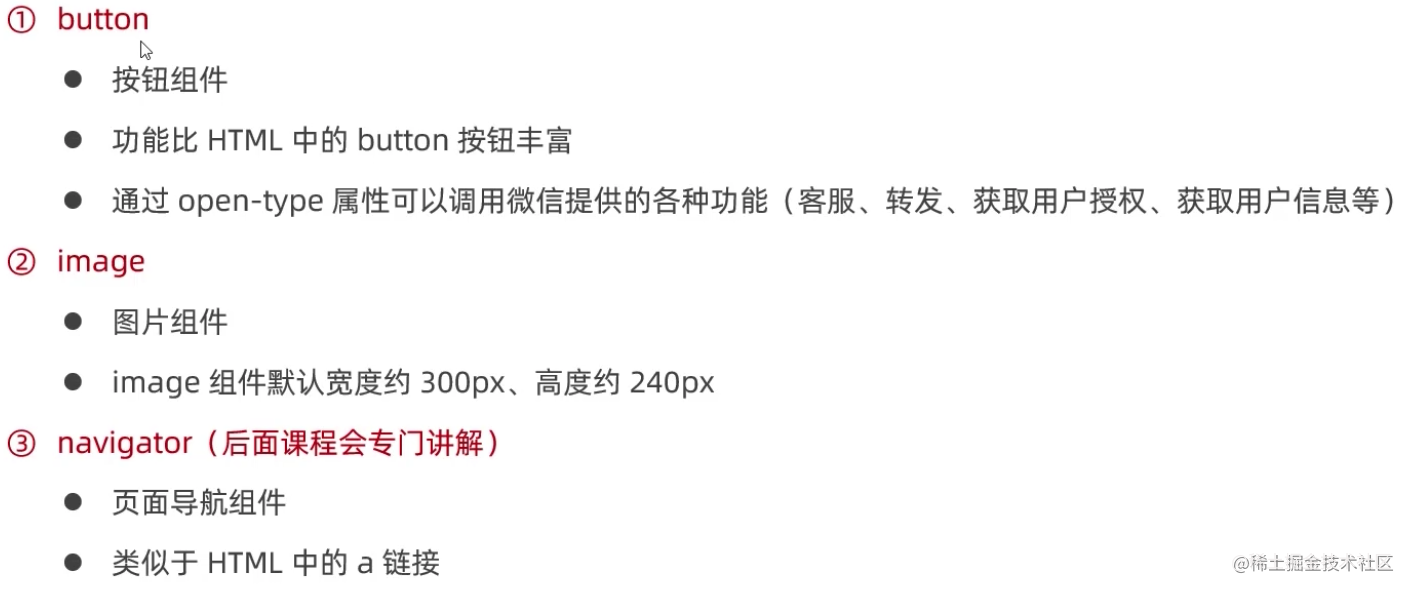 ① button
● 按钮组件
● 功能比 HTML 中的 button 按钮丰富
● 通过 open-type 属性可以调用微信提供的各种功能（客服、转发、获取用户授权、获取用户信息等）
② image
● 图片组件
● image 组件默认宽度约 300px、高度约 240px
③ navigator（后面课程会专门讲解）
● 页面导航组件
● 类似于 HTML 中的 a 链接
@稀土掘金技术社区